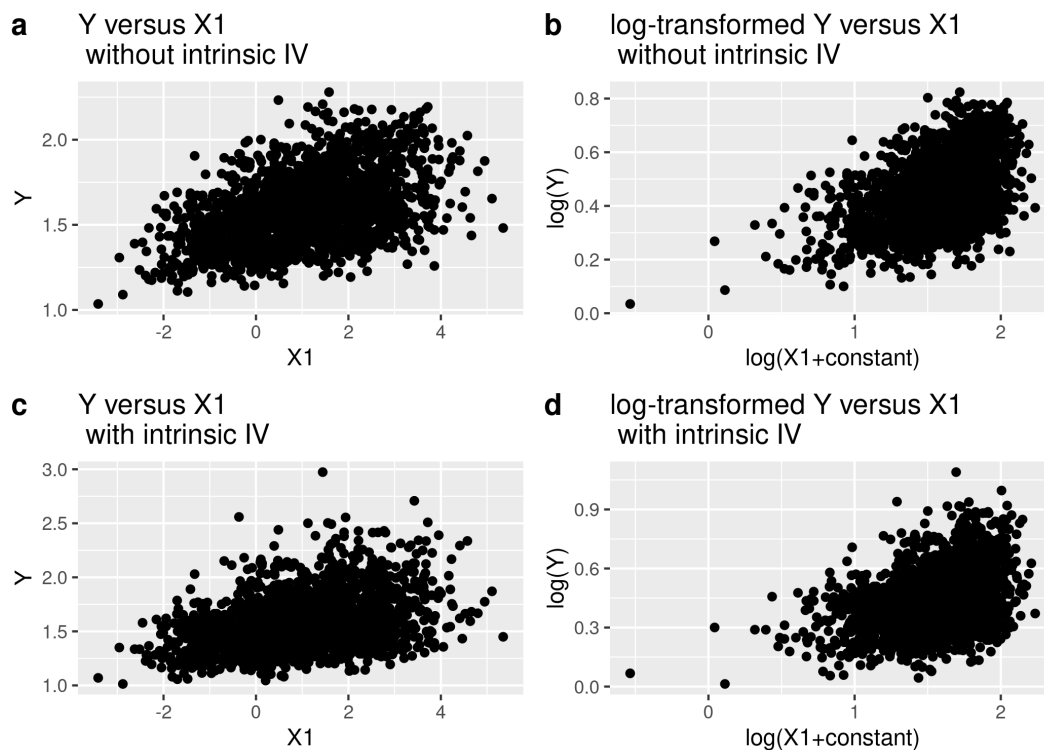 a
Y versus X1
without intrinsic IV
Y
2.0
1.5
1.0
-2
0
2
4
X1
b
log-transformed Y versus X1
without intrinsic IV
log(Y)
0.8
0.6
0.4
0.2
0.0
0
1
2
log(X1+constant)
c
Y versus X1
with intrinsic IV
Y
3.0
2.5
2.0
1.5
1.0
-2
0
2
4
X1
d
log-transformed Y versus X1
with intrinsic IV
log(Y)
0.9
0.6
0.3
0.0
0
1
2
log(X1+constant)